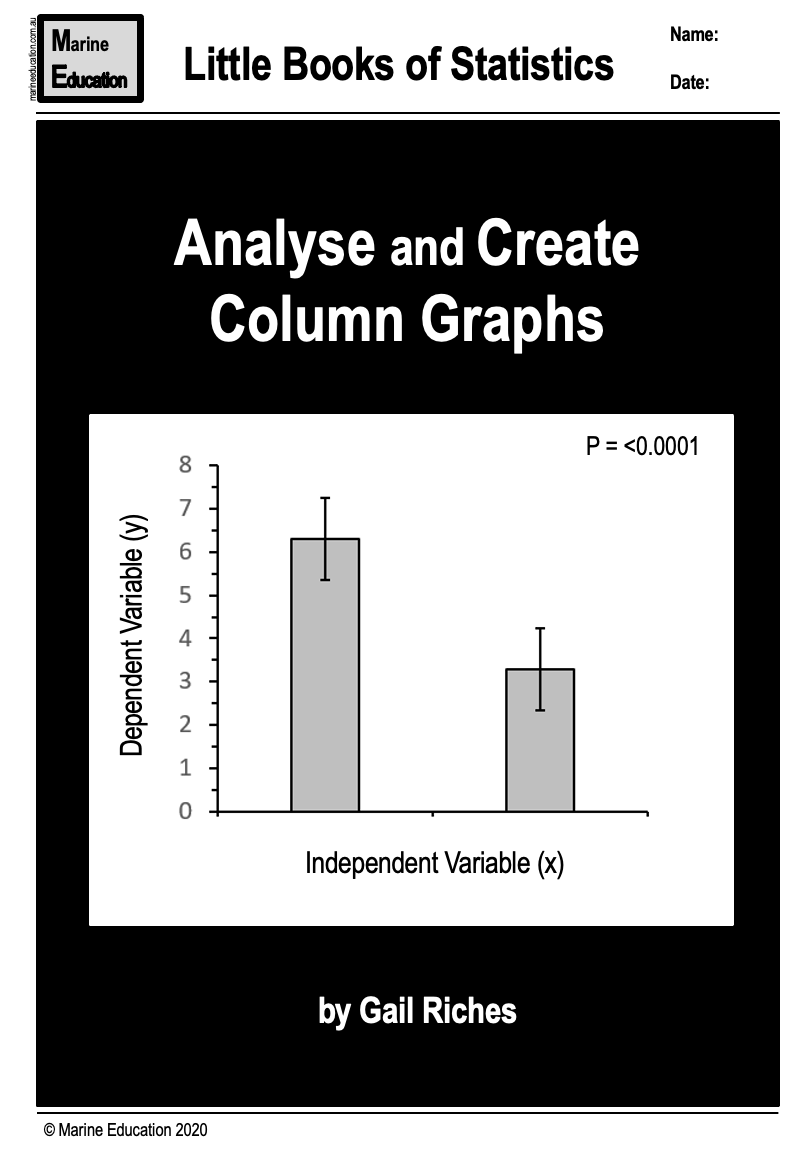 marineeducation.com.au
Marine
Education
Little Books of Statistics
Name:
Date:
Analyse and Create
Column Graphs
P = <0.0001
8
7
6
5
4
3
2
1
0
Dependent Variable (y)
Independent Variable (x)
by Gail Riches
© Marine Education 2020